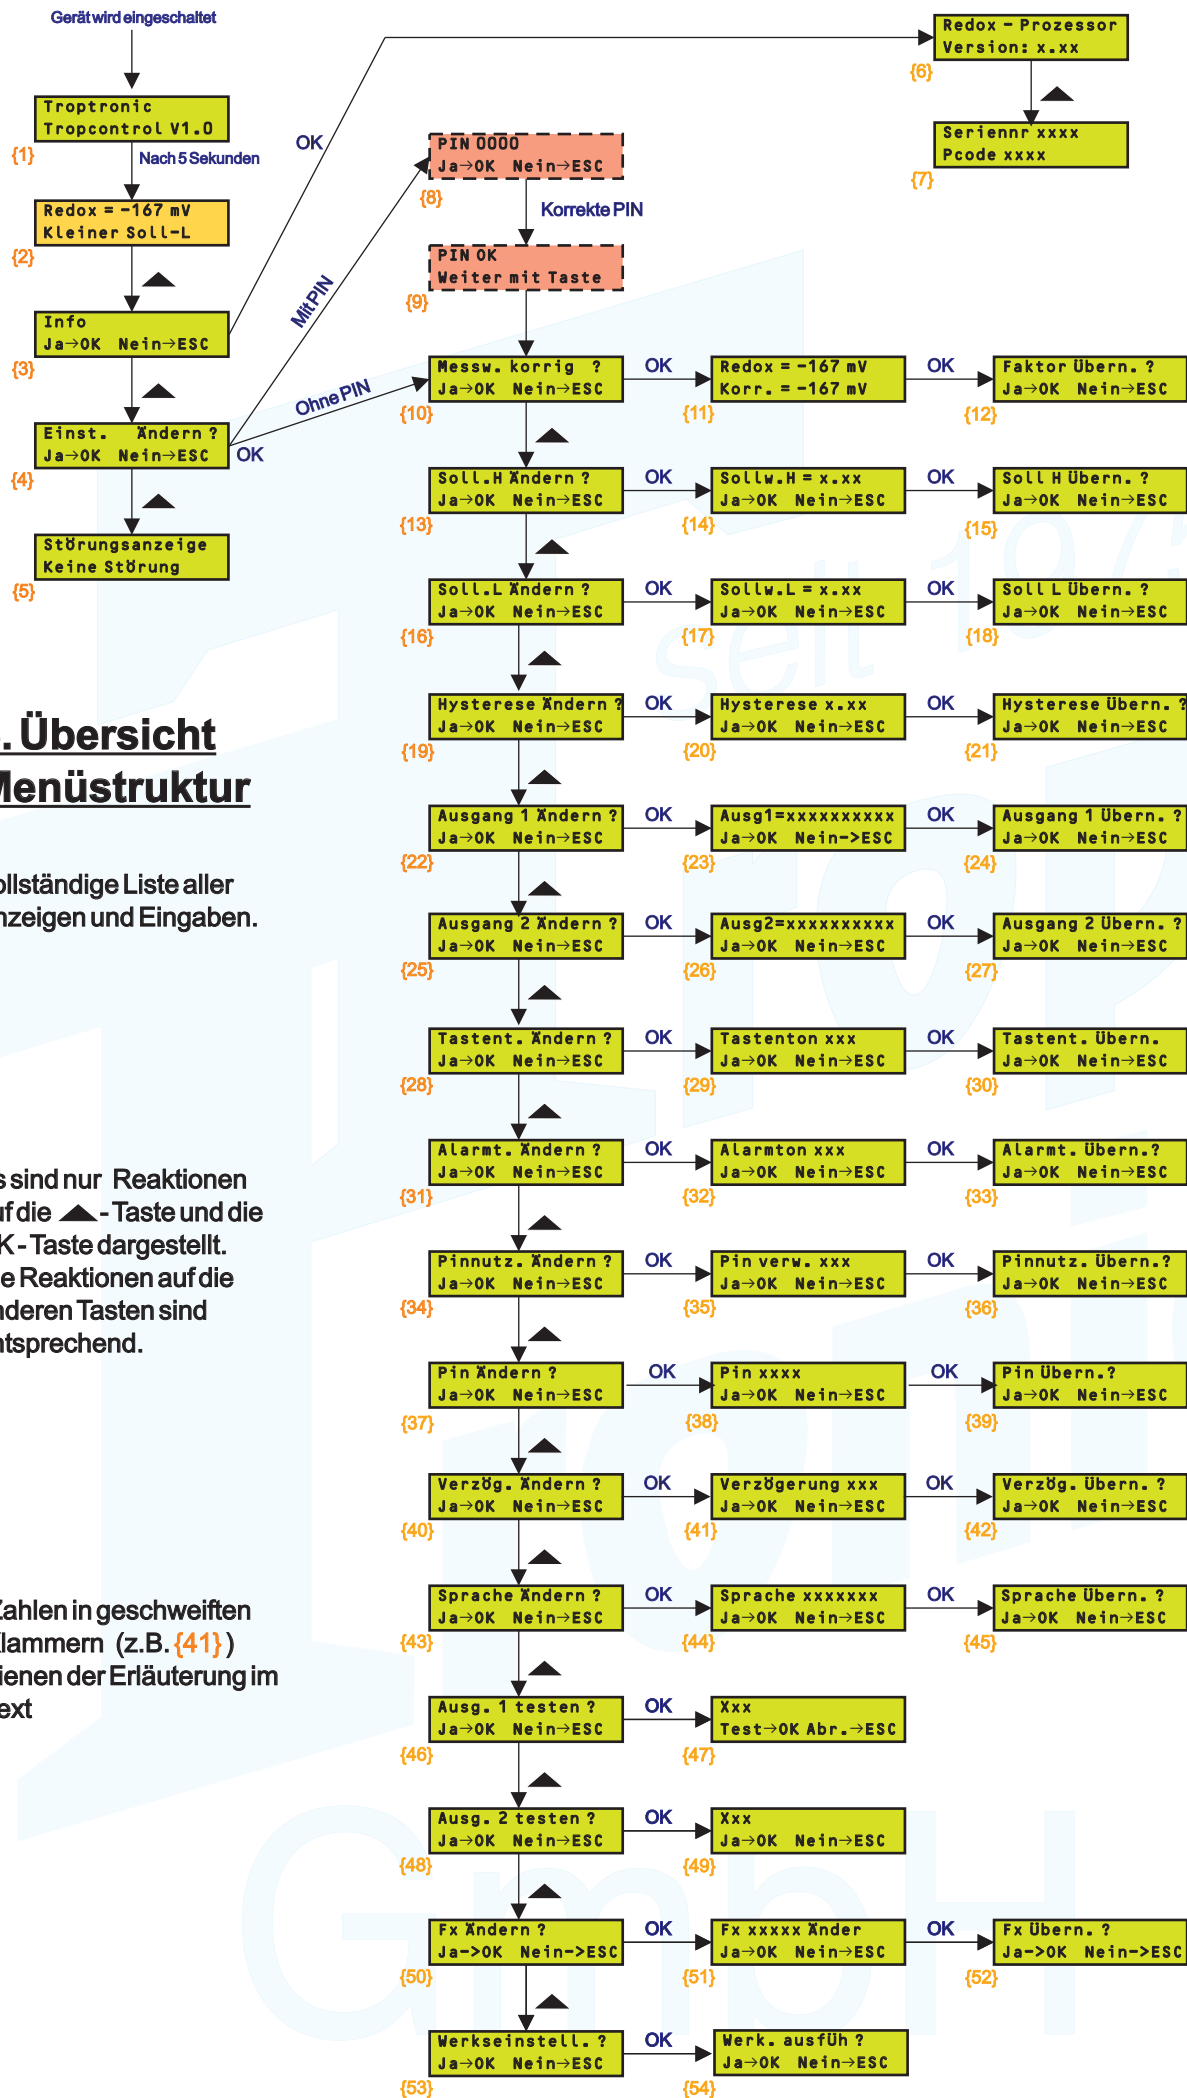 Gerät wird eingeschaltet
Troptronic
Tropcontrol V1.0
{1}
Nach 5 Sekunden
Redox = -167 mV
Kleiner Soll-L
{2}
Info
Ja→OK Nein→ESC
{3}
OK
Einst. Ändern ?
Ja→OK Nein→ESC
{4}
OK
Mit PIN
Ohne PIN
Störungsanzeige
Keine Störung
{5}
Redox - Prozessor
Version: x.xx
{6}
Seriennr xxxx
Pcode xxxx
{7}
PIN 0000
Ja→OK Nein→ESC
{8}
Korrekte PIN
PIN OK
Weiter mit Taste
{9}
Messw. korrig ?
Ja→OK Nein→ESC
{10}
OK
Redox = -167 mV
Korr. = -167 mV
{11}
OK
Faktor Übern. ?
Ja→OK Nein→ESC
{12}
Soll.H Ändern ?
Ja→OK Nein→ESC
{13}
OK
Sollw.H = x.xx
Ja→OK Nein→ESC
{14}
OK
Soll H Übern. ?
Ja→OK Nein→ESC
{15}
Soll.L Ändern ?
Ja→OK Nein→ESC
{16}
OK
Sollw.L = x.xx
Ja→OK Nein→ESC
{17}
OK
Soll L Übern. ?
Ja→OK Nein→ESC
{18}
Hysterese Ändern ?
Ja→OK Nein→ESC
{19}
OK
Hysterese x.xx
Ja→OK Nein→ESC
{20}
OK
Hysterese Übern. ?
Ja→OK Nein→ESC
{21}
. Übersicht
Menüstruktur
Ausgang 1 Ändern ?
Ja→OK Nein→ESC
{22}
OK
Ausg1=xxxxxxxxxx
Ja→OK Nein->ESC
{23}
OK
Ausgang 1 Übern. ?
Ja→OK Nein→ESC
{24}
ollständige Liste aller
nzeigen und Eingaben.
Ausgang 2 Ändern ?
Ja→OK Nein→ESC
{25}
OK
Ausg2=xxxxxxxxxx
Ja→OK Nein→ESC
{26}
OK
Ausgang 2 Übern. ?
Ja→OK Nein→ESC
{27}
Tastent. Ändern ?
Ja→OK Nein→ESC
{28}
OK
Tastenton xxx
Ja→OK Nein→ESC
{29}
OK
Tastent. Übern.
Ja→OK Nein→ESC
{30}
Alarmt. Ändern ?
Ja→OK Nein→ESC
{31}
OK
Alarmton xxx
Ja→OK Nein→ESC
{32}
OK
Alarmt. Übern.?
Ja→OK Nein→ESC
{33}
s sind nur Reaktionen
uf die ▲ - Taste und die
K - Taste dargestellt.
ie Reaktionen auf die
nderen Tasten sind
ntsprechend.
Pinnutz. Ändern ?
Ja→OK Nein→ESC
{34}
OK
Pin verw. xxx
Ja→OK Nein→ESC
{35}
OK
Pinnutz. Übern.?
Ja→OK Nein→ESC
{36}
Pin Ändern ?
Ja→OK Nein→ESC
{37}
OK
Pin xxxx
Ja→OK Nein→ESC
{38}
OK
Pin Übern.?
Ja→OK Nein→ESC
{39}
Verzög. Ändern ?
Ja→OK Nein→ESC
{40}
OK
Verzögerung xxx
Ja→OK Nein→ESC
{41}
OK
Verzög. Übern. ?
Ja→OK Nein→ESC
{42}
Sprache Ändern ?
Ja→OK Nein→ESC
{43}
OK
Sprache xxxxxxx
Ja→OK Nein→ESC
{44}
OK
Sprache Übern. ?
Ja→OK Nein→ESC
{45}
Zahlen in geschweiften
Klammern (z.B. {41} )
ienen der Erläuterung im
ext
Ausg. 1 testen ?
Ja→OK Nein→ESC
{46}
OK
Xxx
Test→OK Abr.→ESC
{47}
Ausg. 2 testen ?
Ja→OK Nein→ESC
{48}
OK
Xxx
Ja→OK Nein→ESC
{49}
Fx Ändern ?
Ja->OK Nein->ESC
{50}
OK
Fx xxxxx Änder
Ja→OK Nein→ESC
{51}
OK
Fx Übern. ?
Ja->OK Nein->ESC
{52}
Werkseinstell. ?
Ja→OK Nein→ESC
{53}
OK
Werk. ausfüh ?
Ja→OK Nein→ESC
{54}
seit 197
Trop
Troni
GmbH